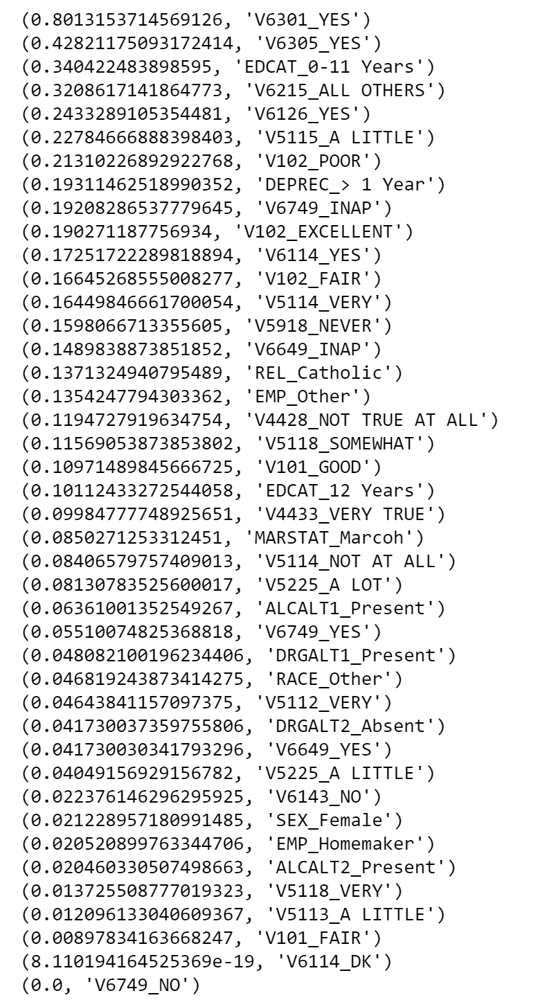 (0.8013153714569126, 'V6301_YES')
(0.42821175093172414, 'V6305_YES')
(0.340422483898595, 'EDCAT_0-11 Years')
(0.3208617141864773, 'V6215_ALL OTHERS')
(0.2433289105354481, 'V6126_YES')
(0.22784666888398403, 'V5115_A LITTLE')
(0.21310226892922768, 'V102_POOR')
(0.19311462518990352, 'DEPREC_> 1 Year')
(0.19208286537779645, 'V6749_INAP')
(0.190271187756934, 'V102_EXCELLENT')
(0.17251722289818894, 'V6114_YES')
(0.16645268555008277, 'V102_FAIR')
(0.16449846661700054, 'V5114_VERY')
(0.1598066713355605, 'V5918_NEVER')
(0.1489838873851852, 'V6649_INAP')
(0.1371324940795489, 'REL_Catholic')
(0.1354247794303362, 'EMP_Other')
(0.1194727919634754, 'V4428_NOT TRUE AT ALL')
(0.11569053873853802, 'V5118_SOMEWHAT')
(0.10971489845666725, 'V101_GOOD')
(0.10112433272544058, 'EDCAT_12 Years')
(0.09984777748925651, 'V4433_VERY TRUE')
(0.0850271253312451, 'MARSTAT_Marcoh')
(0.08406579757409013, 'V5114_NOT AT ALL')
(0.08130783525600017, 'V5225_A LOT')
(0.06361001352549267, 'ALCALT1_Present')
(0.05510074825368818, 'V6749_YES')
(0.048082100196234406, 'DRGALT1_Present')
(0.046819243873414275, 'RACE_Other')
(0.04643841157097375, 'V5112_VERY')
(0.041730037359755806, 'DRGALT2_Absent')
(0.041730030341793296, 'V6649_YES')
(0.04049156929156782, 'V5225_A LITTLE')
(0.022376146296295925, 'V6143_NO')
(0.021228957180991485, 'SEX_Female')
(0.020520899763344706, 'EMP_Homemaker')
(0.020460330507498663, 'ALCALT2_Present')
(0.013725508777019323, 'V5118_VERY')
(0.012096133040609367, 'V5113_A LITTLE')
(0.00897834163668247, 'V101_FAIR')
(8.110194164525369e-19, 'V6114_DK')
(0.0, 'V6749_NO')